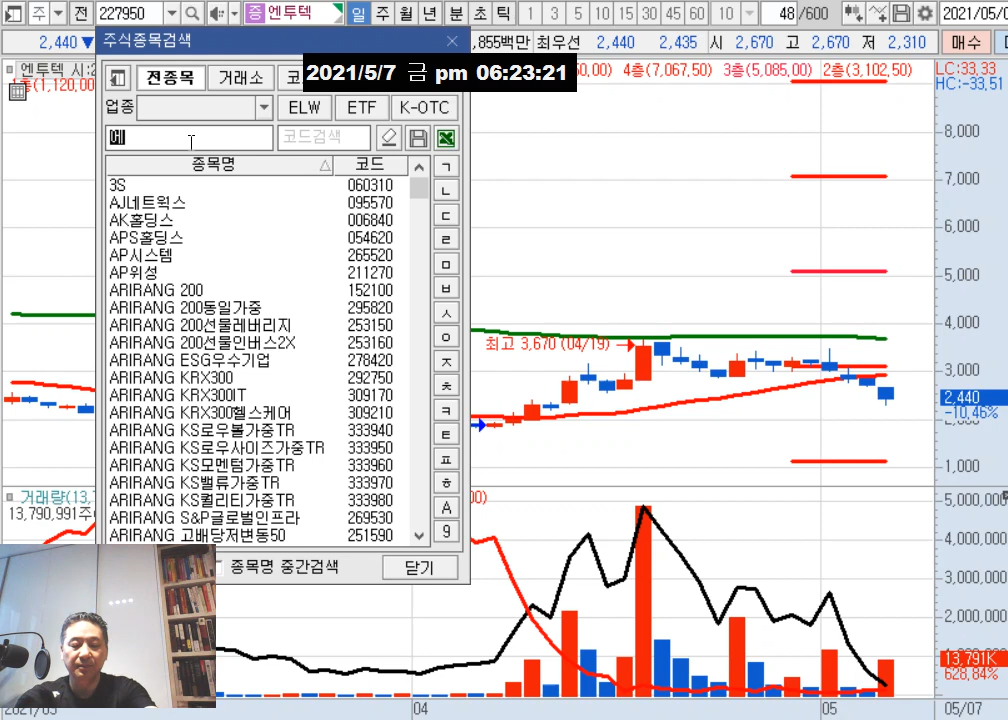 주 전 227950 증 엔투텍 일 주 월 년 분 초 틱 1 3 5 10 15 30 45 60 10 48 /600 2021/05/0
2,440 ▼ ,855백만 최우선 2,440 2,435 시 2,670 고 2,670 저 2,310 매수
주식종목검색
2021/5/7 금 pm 06:23:21
엔투텍 시:2
층(1,120,00
50,00) 4층(7,067,50) 3층(5,085,00) 2층(3,102,50)
LC:33,33
HC:-33,51
전종목 거래소 코
업종 ELW ETF K-OTC
코드검색
종목명 코드
3S 060310
AJ네트웍스 095570
AK홀딩스 006840
APS홀딩스 054620
AP시스템 265520
AP위성 211270
ARIRANG 200 152100
ARIRANG 200동일가중 295820
ARIRANG 200선물레버리지 253150
ARIRANG 200선물인버스2X 253160
ARIRANG ESG우수기업 278420
ARIRANG KRX300 292750
ARIRANG KRX300IT 309170
ARIRANG KRX300헬스케어 309210
ARIRANG KS로우볼가중TR 333940
ARIRANG KS로우사이즈가중TR 333950
ARIRANG KS모멘텀가중TR 333960
ARIRANG KS밸류가중TR 333970
ARIRANG KS퀄리티가중TR 333980
ARIRANG S&P글로벌인프라 269530
ARIRANG 고배당저변동50 251590
ㄱ
ㄴ
ㄷ
ㄹ
ㅁ
ㅂ
ㅅ
ㅇ
ㅈ
ㅊ
ㅋ
ㅌ
ㅍ
ㅎ
A
9
종목명 중간검색 닫기
최고 3,670 (04/19) →
8,000
7,000
6,000
5,000
4,000
3,000
2,440
-10,46%
1,000
거래량(13,7
13,790,991주(
00)
5,000,000
4,000,000
3,000,000
2,000,000
13,791K
628,84%
2021/03 04 05 05/07